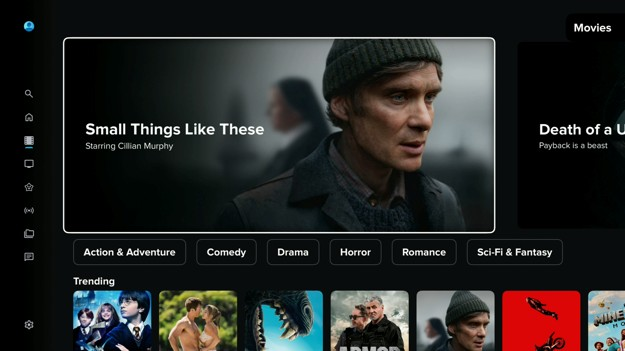 Movies
Small Things Like These
Starring Cillian Murphy
Death of a U
Payback is a beast
Action & Adventure
Comedy
Drama
Horror
Romance
Sci-Fi & Fantasy
Trending
ARMOR